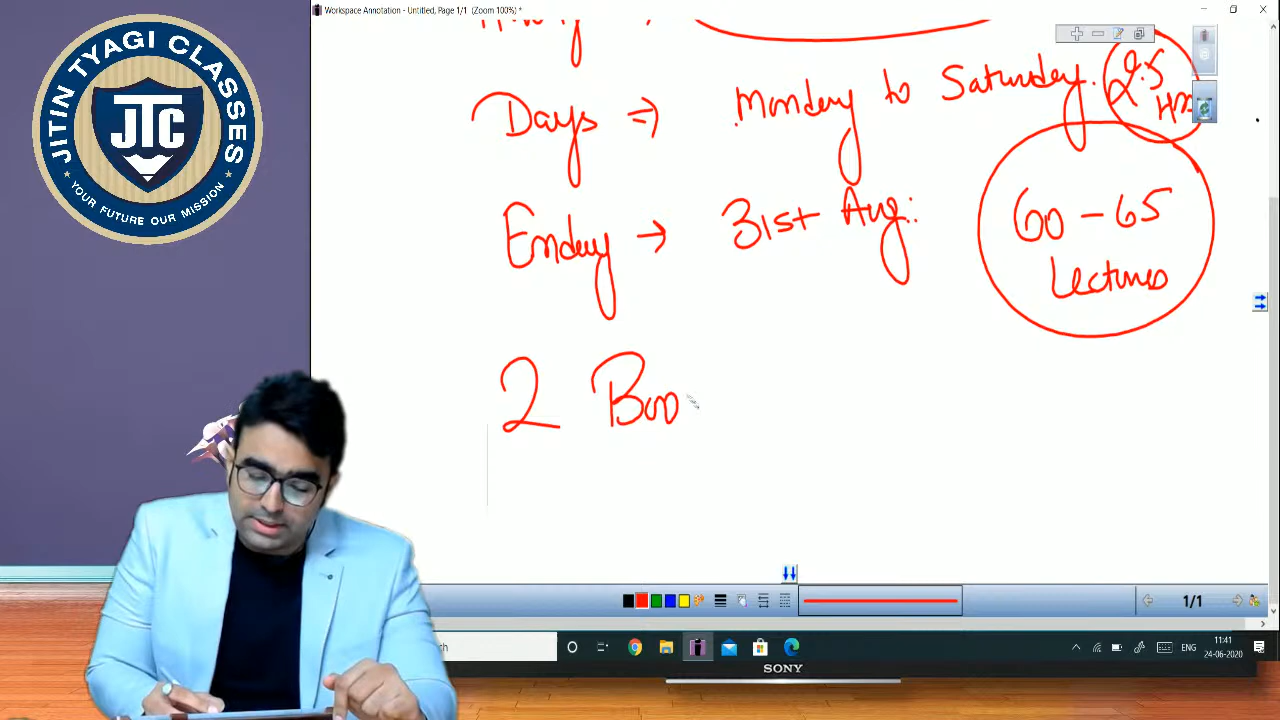 Workspace Annotation - Untitled, Page 1/1 (Zoom 100%) *
JITIN TYAGI CLASSES
JTC
YOUR FUTURE OUR MISSION
Days ⇒ Monday to Saturday. 2.5 Hrs
Ending → 31st Aug.:
60 – 65
Lectures
2 Boo
1/1
rch
11:41
ENG
24-06-2020
SONY